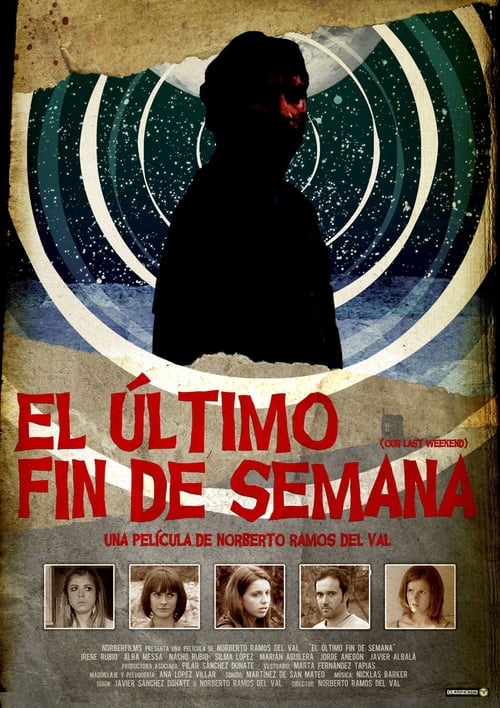 EL ÚLTIMO
(OUR LAST WEEKEND)
FIN DE SEMANA
UNA PELÍCULA DE NORBERTO RAMOS DEL VAL
NORBERFILMS PRESENTA UNA PELÍCULA DE NORBERTO RAMOS DEL VAL "EL ÚLTIMO FIN DE SEMANA"
IRENE RUBIO ALBA MESSA NACHO RUBIO SILMA LÓPEZ MARIÁN AGUILERA JORGE ANEGÓN JAVIER ALBALÁ
PRODUCTORA ASOCIADA: PILAR SÁNCHEZ DONATE VESTUARIO: MARTA FERNÁNDEZ TAPIAS
MAQUILLAJE Y PELUQUERÍA: ANA LÓPEZ VILLAR SONIDO: MARTÍNEZ DE SAN MATEO MÚSICA: NICKLAS BARKER
GUIÓN: JAVIER SÁNCHEZ DONATE & NORBERTO RAMOS DEL VAL DIRECTOR: NORBERTO RAMOS DEL VAL